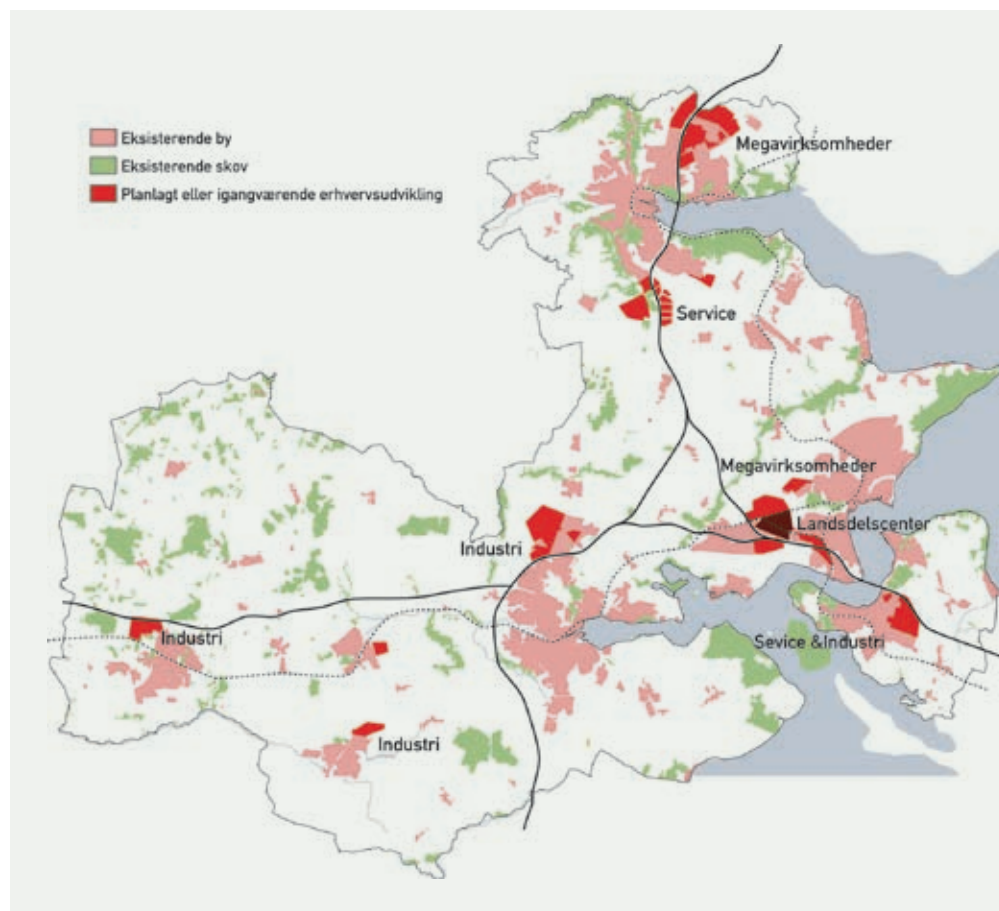 Eksisterende by
Eksisterende skov
Planlagt eller igangværende erhvervsudvikling
Megavirksomheder
Service
Megavirksomheder
Landsdelscenter
Industri
Industri
Sevice &Industri
Industri